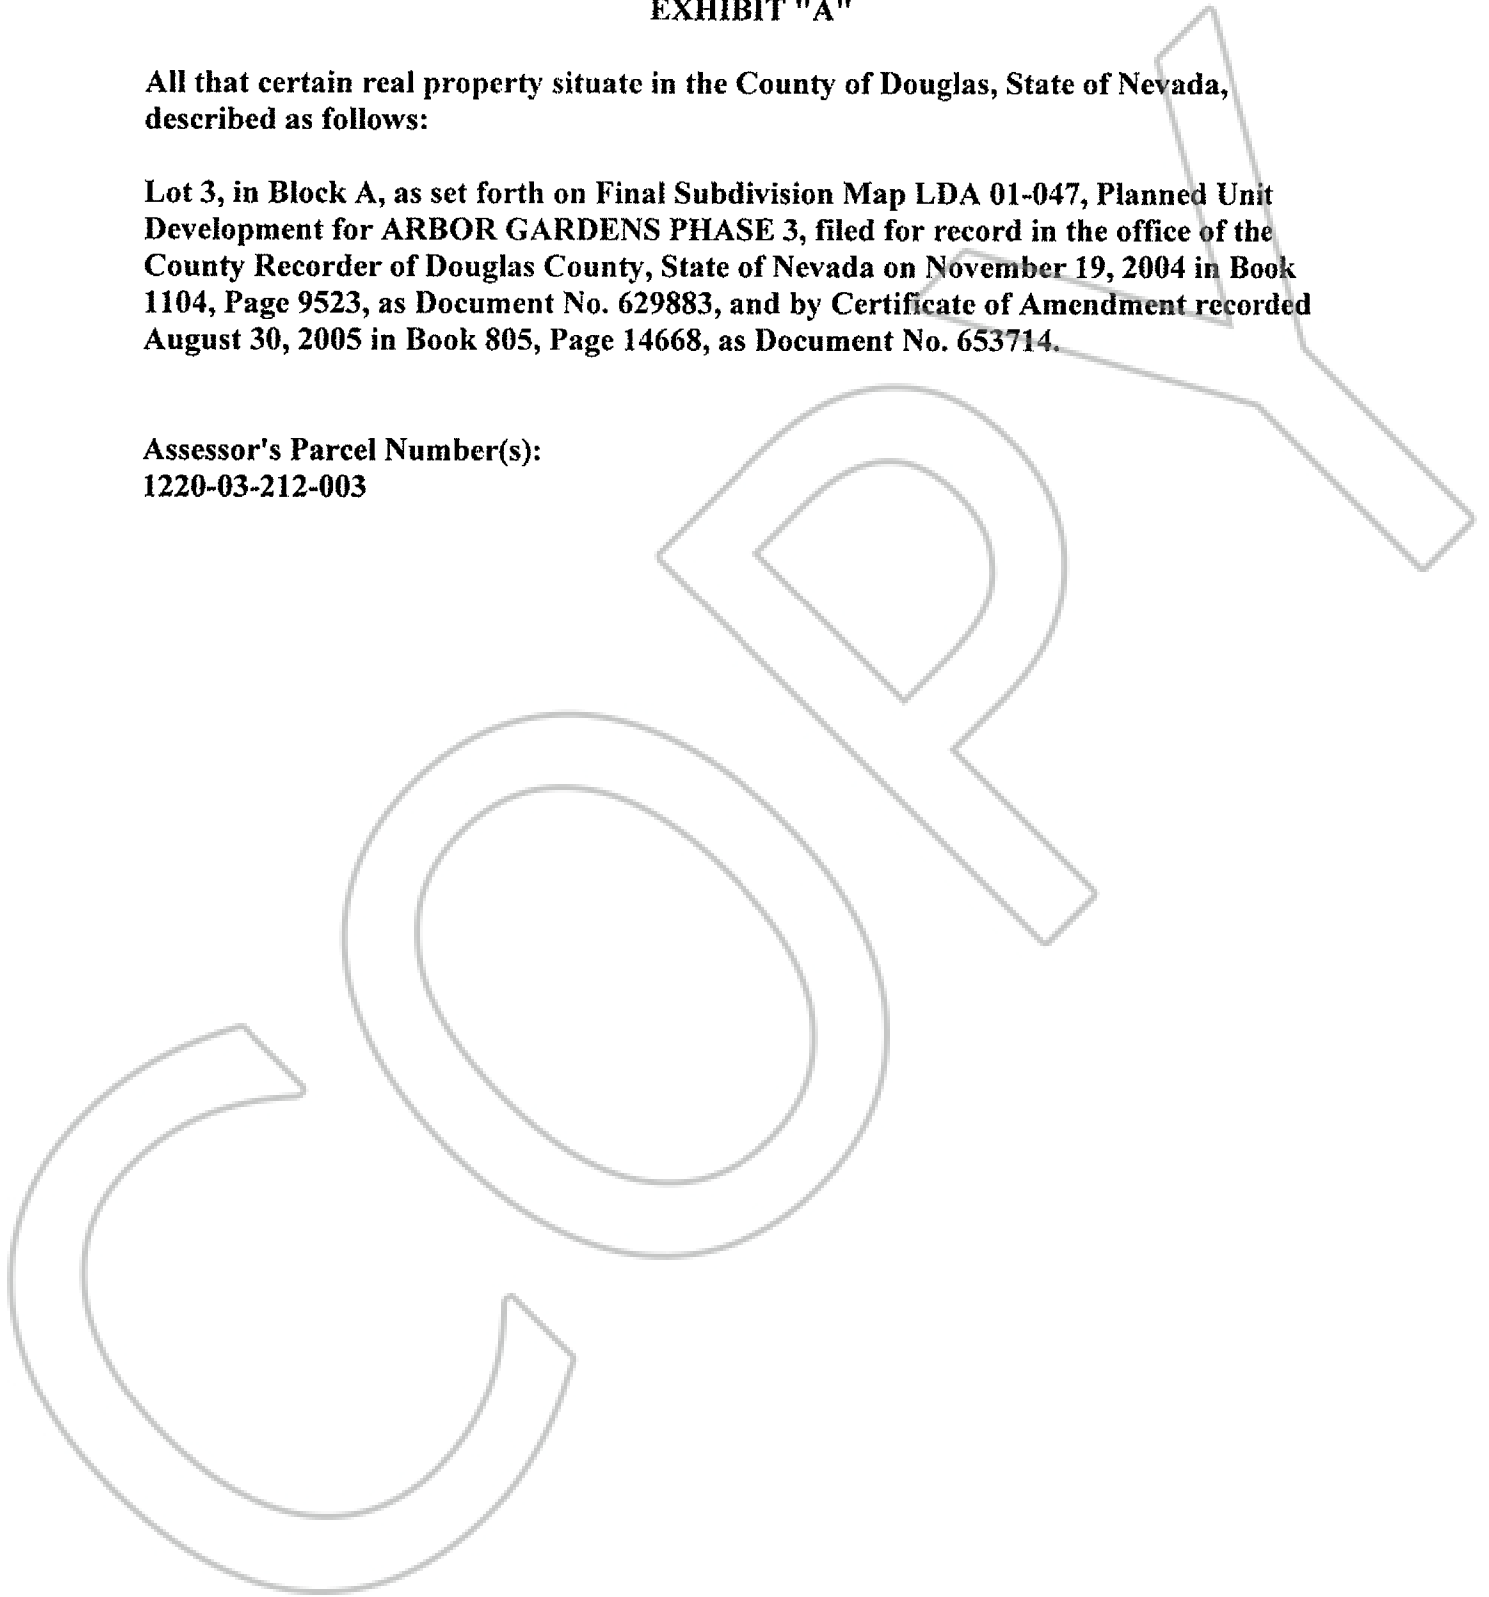 EXHIBIT "A"
All that certain real property situate in the County of Douglas, State of Nevada,
described as follows:
Lot 3, in Block A, as set forth on Final Subdivision Map LDA 01-047, Planned Unit
Development for ARBOR GARDENS PHASE 3, filed for record in the office of the
County Recorder of Douglas County, State of Nevada on November 19, 2004 in Book
1104, Page 9523, as Document No. 629883, and by Certificate of Amendment recorded
August 30, 2005 in Book 805, Page 14668, as Document No. 653714.
Assessor's Parcel Number(s):
1220-03-212-003
COPY